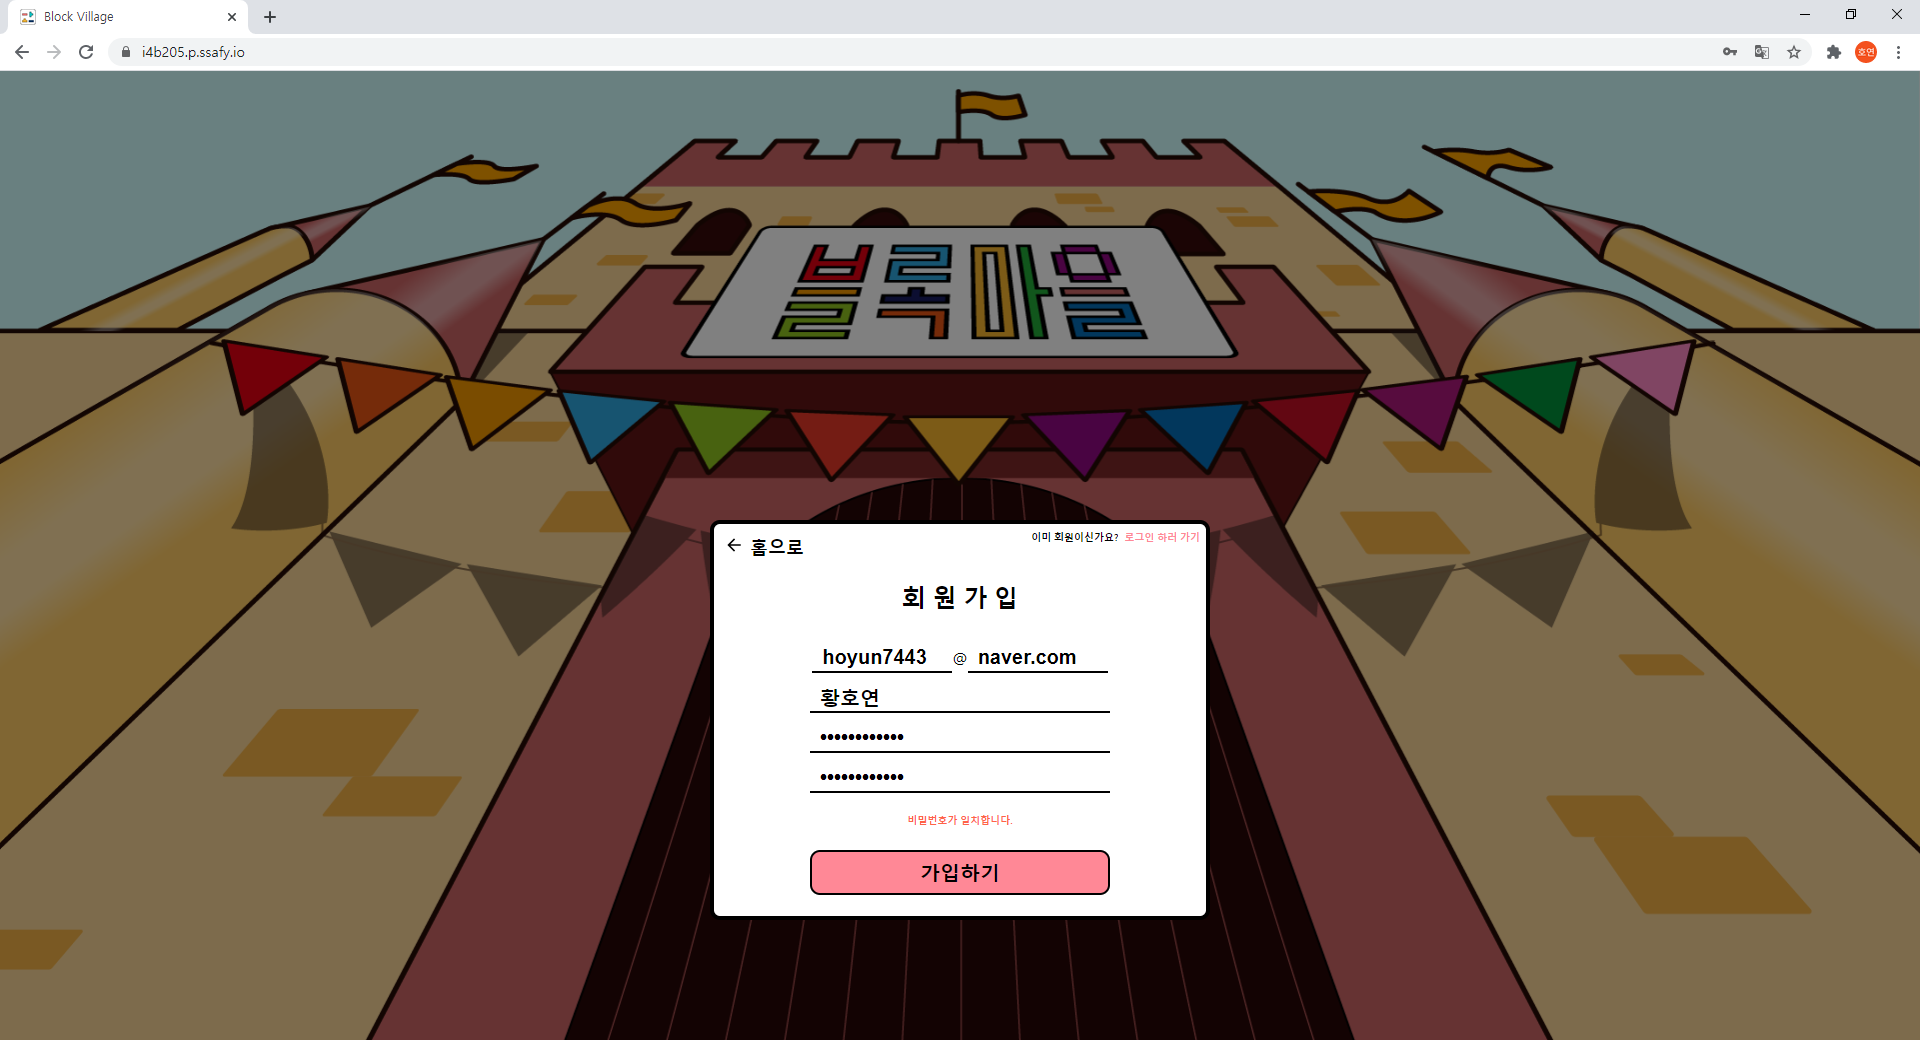 Block Village
i4b205.p.ssafy.io
호연
블록마을
이미 회원이신가요? 로그인 하러 가기
홈으로
회원가입
hoyun7443 @ naver.com
황호연
••••••••••••
••••••••••••
비밀번호가 일치합니다.
가입하기